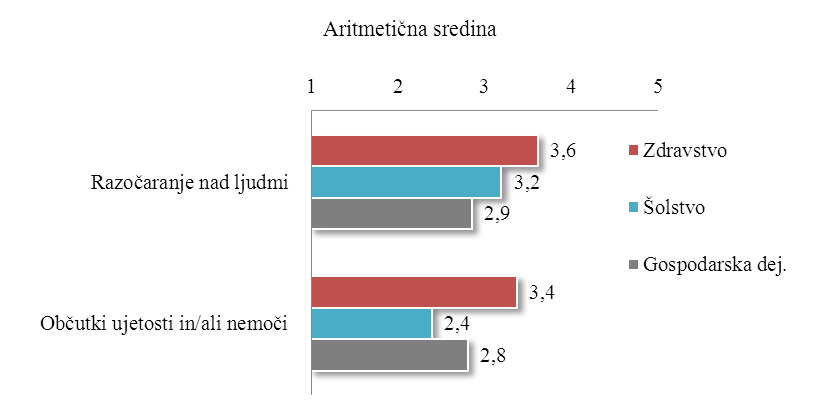 Aritmetična sredina
1 2 3 4 5
Razočaranje nad ljudmi
3,6
3,2
2,9
Občutki ujetosti in/ali nemoči
3,4
2,4
2,8
Zdravstvo
Šolstvo
Gospodarska dej.